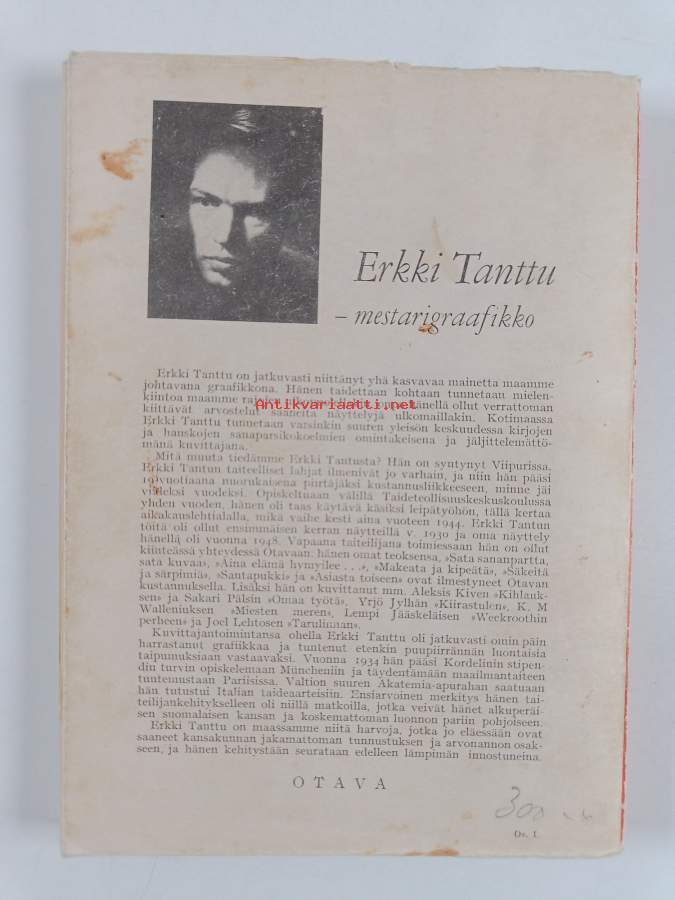 Erkki Tanttu
– mestarigraafikko
Erkki Tanttu on jatkuvasti niittänyt yhä kasvavaa mainetta maamme
johtavana graafikkona. Hänen taidettaan kohtaan tunnetaan mielen-
kiintoa maamme ulkopuolellakin, onpa hänellä ollut verrattoman
Antikvariaatti.net
kiittävät arvostelut saaneita näyttelyjä ulkomaillakin. Kotimaassa
Erkki Tanttu tunnetaan varsinkin suuren yleisön keskuudessa kirjojen
ja hauskojen sanaparsikokoelmien omintakeisena ja jäljittelemättö-
mänä kuvittajana.
Mitä muuta tiedämme Erkki Tantusta? Hän on syntynyt Viipurissa.
Erkki Tantun taiteelliset lahjat ilmenivät jo varhain, ja niin hän pääsi
19-vuotiaana nuorukaisena piirtäjäksi kustannusliikkeeseen, minne jäi
viideksi vuodeksi. Opiskeltuaan välillä Taideteollisuuskeskuskoulussa
yhden vuoden, hänen oli taas käytävä käsiksi leipätyöhön, tällä kertaa
aikakauslehtialalla, mikä vaihe kesti aina vuoteen 1944. Erkki Tantun
töitä oli ollut ensimmäisen kerran näytteillä v. 1930 ja oma näyttely
hänellä oli vuonna 1948. Vapaana taiteilijana toimiessaan hän on ollut
kiinteässä yhteydessä Otavaan. hänen omat teoksensa, »Sata sananpartta,
sata kuvaa», »Aina elämä hymyilee . . .», »Makeata ja kipeätä», »Säkeitä
ja särpimiä», »Santapukki» ja »Asiasta toiseen» ovat ilmestyneet Otavan
kustannuksella. Lisäksi hän on kuvittanut mm. Aleksis Kiven »Kihlauk-
sen» ja Sakari Pälsin »Omaa työtä», Yrjö Jylhän »Kiirastulen», K. M
Walleniuksen »Miesten meren», Lempi Jääskeläisen »Weckroothin
perheen» ja Joel Lehtosen »Tarulinnan».
Kuvittajantoimintansa ohella Erkki Tanttu oli jatkuvasti omin päin
harrastanut grafiikkaa ja tuntenut etenkin puupiirrännän luontaisia
taipumuksiaan vastaavaksi. Vuonna 1934 hän pääsi Kordelinin stipen-
din turvin opiskelemaan Müncheniin ja täydentämään maailmantaiteen
tuntemustaan Pariisissa. Valtion suuren Akatemia-apurahan saatuaan
hän tutustui Italian taideaarteisiin. Ensiarvoinen merkitys hänen tai-
teilijankehitykselleen oli niillä matkoilla, jotka veivät hänet alkuperäi-
sen suomalaisen kansan ja koskemattoman luonnon pariin pohjoiseen.
Erkki Tanttu on maassamme niitä harvoja, jotka jo eläessään ovat
saaneet kansakunnan jakamattoman tunnustuksen ja arvonannon osak-
seen, ja hänen kehitystään seurataan edelleen lämpimän innostuneina.
OTAVA
300
Os. 1.